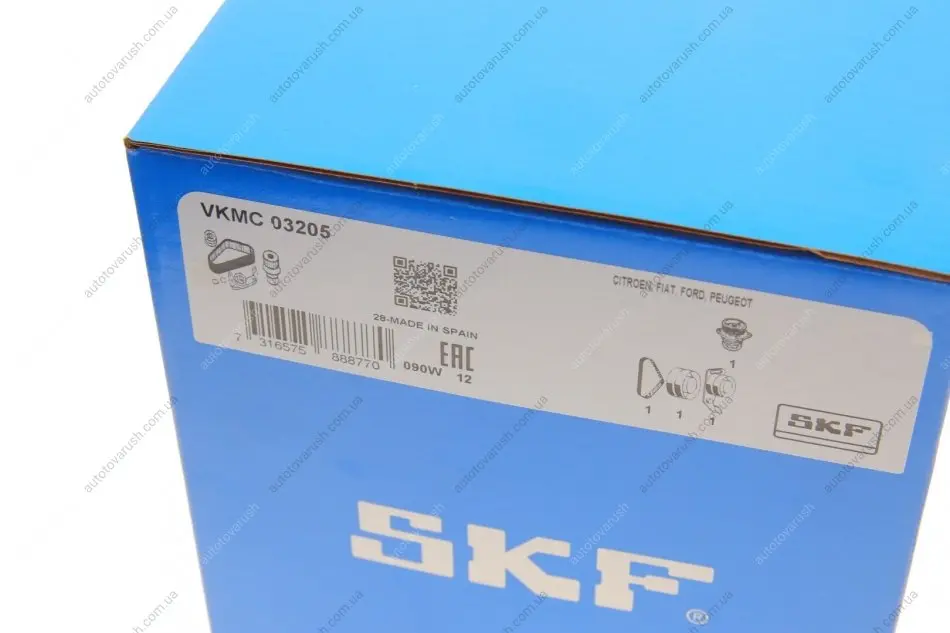 VKMC 03205
CITROEN, FIAT, FORD, PEUGEOT
28-MADE IN SPAIN
7 316575 888770
090W
EAC
12
1
1 1 1
SKF
SKF®
autotovarush.com.ua